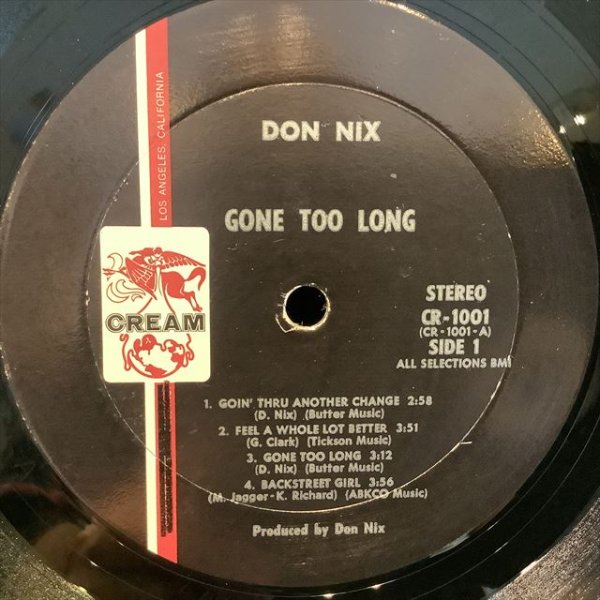 LOS ANGELES, CALIFORNIA
DON NIX
GONE TOO LONG
CREAM
STEREO
CR-1001
(CR-1001-A)
SIDE 1
ALL SELECTIONS BMI
1. GOIN' THRU ANOTHER CHANGE 2:58
(D. Nix) (Butter Music)
2. FEEL A WHOLE LOT BETTER 3:51
(G. Clark) (Tickson Music)
3. GONE TOO LONG 3:12
(D. Nix) (Butter Music)
4. BACKSTREET GIRL 3:56
(M. Jagger-K. Richard) (ABKCO Music)
Produced by Don Nix